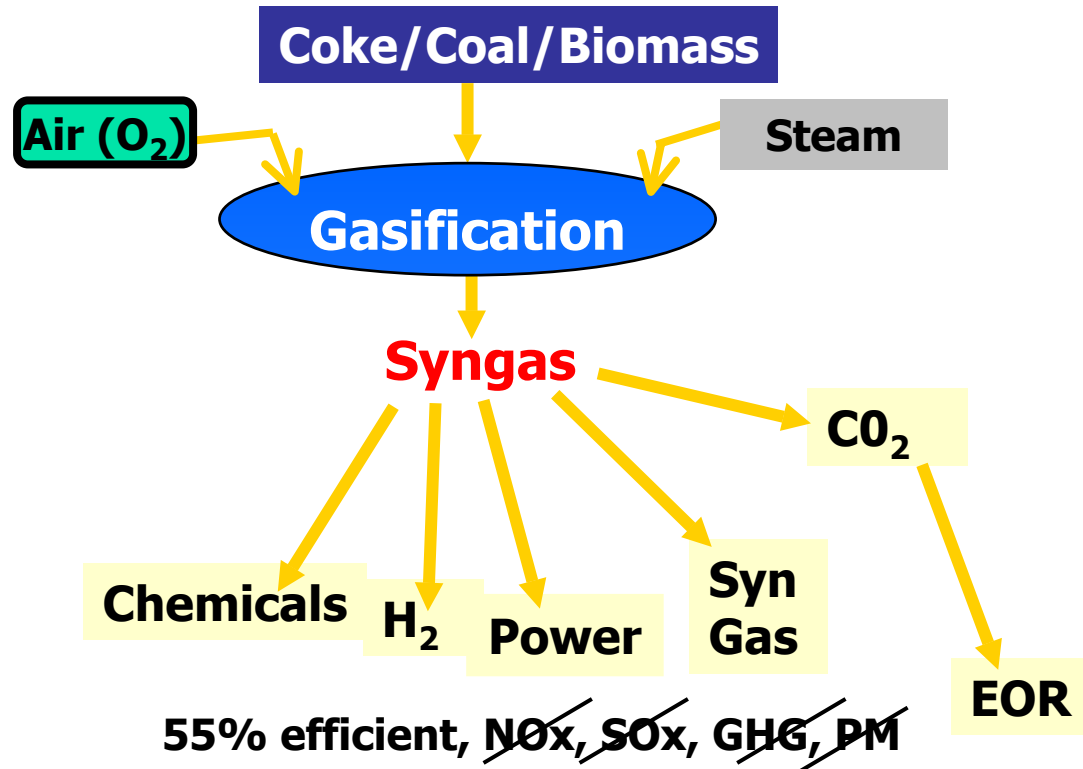 Coke/Coal/Biomass
Air (O₂)
Steam
Gasification
Syngas
C0₂
Chemicals
H₂
Power
Syn
Gas
EOR
55% efficient, NOx, SOx, GHG, PM